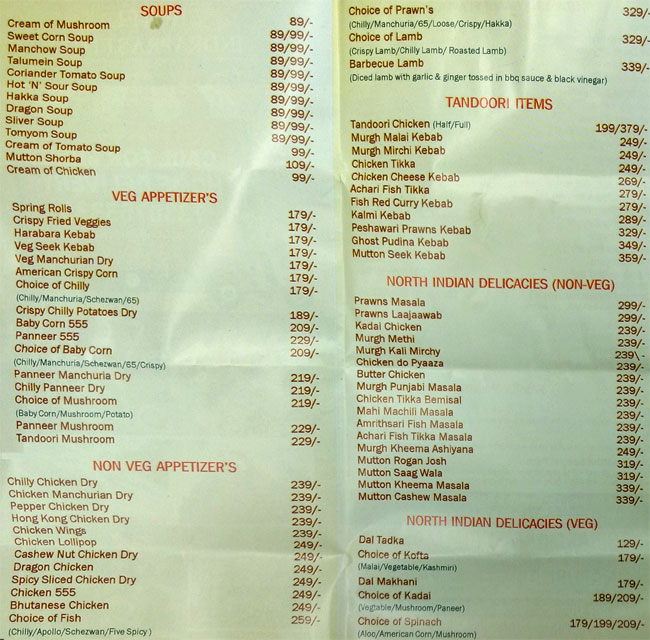 SOUPS
Cream of Mushroom 89/-
Sweet Corn Soup 89/99/-
Manchow Soup 89/99/-
Talumein Soup 89/99/-
Coriander Tomato Soup 89/99/-
Hot 'N' Sour Soup 89/99/-
Hakka Soup 89/99/-
Dragon Soup 89/99/-
Sliver Soup 89/99/-
Tomyom Soup 89/99/-
Cream of Tomato Soup 99/-
Mutton Shorba 109/-
Cream of Chicken 99/-
VEG APPETIZER'S
Spring Rolls 179/-
Crispy Fried Veggies 179/-
Harabara Kebab 179/-
Veg Seek Kebab 179/-
Veg Manchurian Dry 179/-
American Crispy Corn 179/-
Choice of Chilly 179/-
(Chilly/Manchuria/Schezwan/65)
Crispy Chilly Potatoes Dry 189/-
Baby Corn 555 209/-
Panneer 555 229/-
Choice of Baby Corn 209/-
(Chilly/Manchuria/Schezwan/65/Crispy)
Panneer Manchuria Dry 219/-
Chilly Panneer Dry 219/-
Choice of Mushroom 219/-
(Baby Corn/Mushroom/Potato)
Panneer Mushroom 229/-
Tandoori Mushroom 229/-
NON VEG APPETIZER'S
Chilly Chicken Dry 239/-
Chicken Manchurian Dry 239/-
Pepper Chicken Dry 239/-
Hong Kong Chicken Dry 239/-
Chicken Wings 239/-
Chicken Lollipop 249/-
Cashew Nut Chicken Dry 249/-
Dragon Chicken 249/-
Spicy Sliced Chicken Dry 249/-
Chicken 555 249/-
Bhutanese Chicken 249/-
Choice of Fish 259/-
(Chilly/Apollo/Schezwan/Five Spicy )
Choice of Prawn's 329/-
(Chilly/Manchuria/65/Loose/Crispy/Hakka)
Choice of Lamb 329/-
(Crispy Lamb/Chilly Lamb/ Roasted Lamb)
Barbecue Lamb 339/-
(Diced lamb with garlic & ginger tossed in bbq sauce & black vinegar)
TANDOORI ITEMS
Tandoori Chicken (Half/Full) 199/379/-
Murgh Malai Kebab 249/-
Murgh Mirchi Kebab 249/-
Chicken Tikka 249/-
Chicken Cheese Kebab 269/-
Achari Fish Tikka 279/-
Fish Red Curry Kebab 279/-
Kalmi Kebab 289/-
Peshawari Prawns Kebab 329/-
Ghost Pudina Kebab 349/-
Mutton Seek Kebab 359/-
NORTH INDIAN DELICACIES (NON-VEG)
Prawns Masala 299/-
Prawns Laajaawab 299/-
Kadai Chicken 239/-
Murgh Methi 239/-
Murgh Kali Mirchy 239\-
Chicken do Pyaaza 239/-
Butter Chicken 239/-
Murgh Punjabi Masala 239/-
Chicken Tikka Bemisal 239/-
Mahi Machili Masala 239/-
Amrithsari Fish Masala 239/-
Achari Fish Tikka Masala 239/-
Murgh Kheema Ashiyana 249/-
Mutton Rogan Josh 319/-
Mutton Saag Wala 319/-
Mutton Kheema Masala 339/-
Mutton Cashew Masala 339/-
NORTH INDIAN DELICACIES (VEG)
Dal Tadka 129/-
Choice of Kofta 179/-
(Malai/Vegetable/Kashmiri)
Dal Makhani 179/-
Choice of Kadai 189/209/-
(Vegtable/Mushroom/Paneer)
Choice of Spinach 179/199/209/-
(Aloo/American Corn/Mushroom)